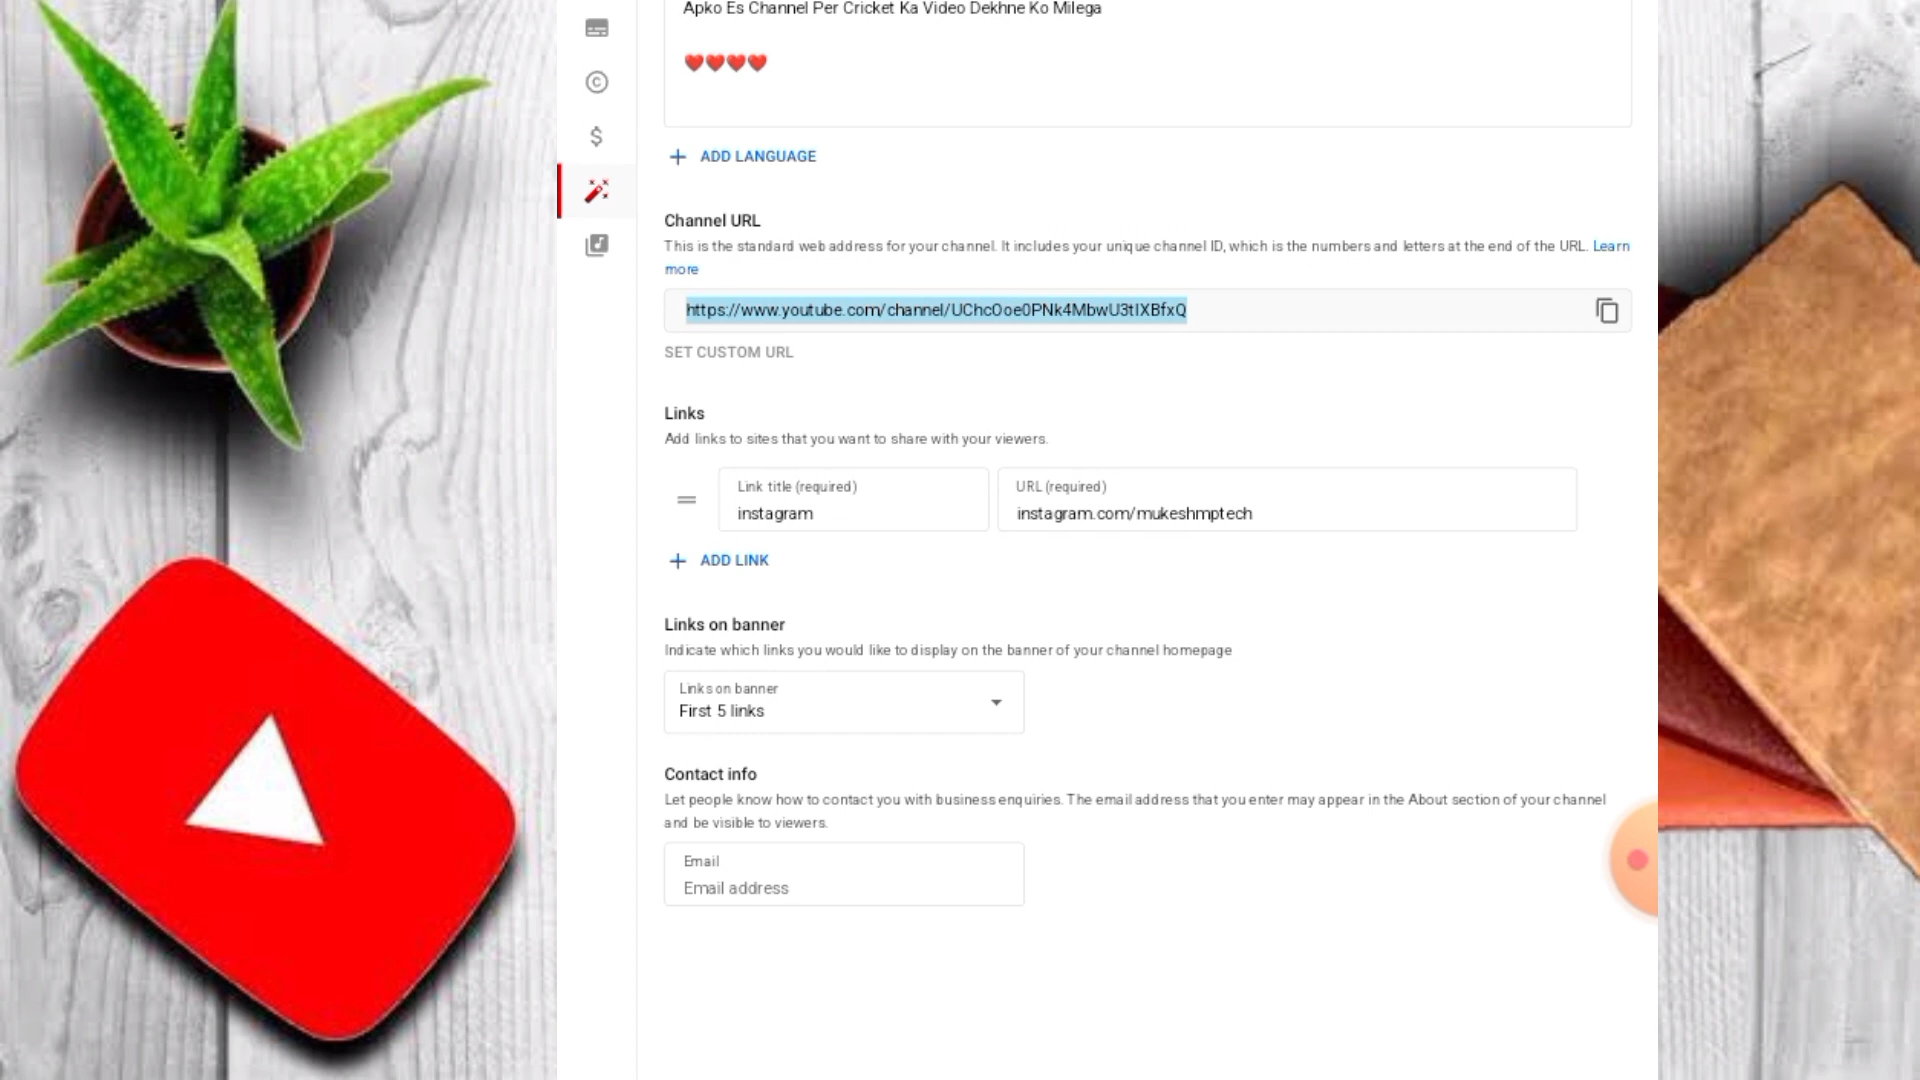 Apko Es Channel Per Cricket Ka Video Dekhne Ko Milega
❤️❤️❤️❤️
ADD LANGUAGE
Channel URL
This is the standard web address for your channel. It includes your unique channel ID, which is the numbers and letters at the end of the URL. Learn
more
https://www.youtube.com/channel/UChcOoe0PNk4MbwU3tIXBfxQ
SET CUSTOM URL
Links
Add links to sites that you want to share with your viewers.
Link title (required)
instagram
URL (required)
instagram.com/mukeshmptech
ADD LINK
Links on banner
Indicate which links you would like to display on the banner of your channel homepage
Links on banner
First 5 links
Contact info
Let people know how to contact you with business enquiries. The email address that you enter may appear in the About section of your channel
and be visible to viewers.
Email
Email address